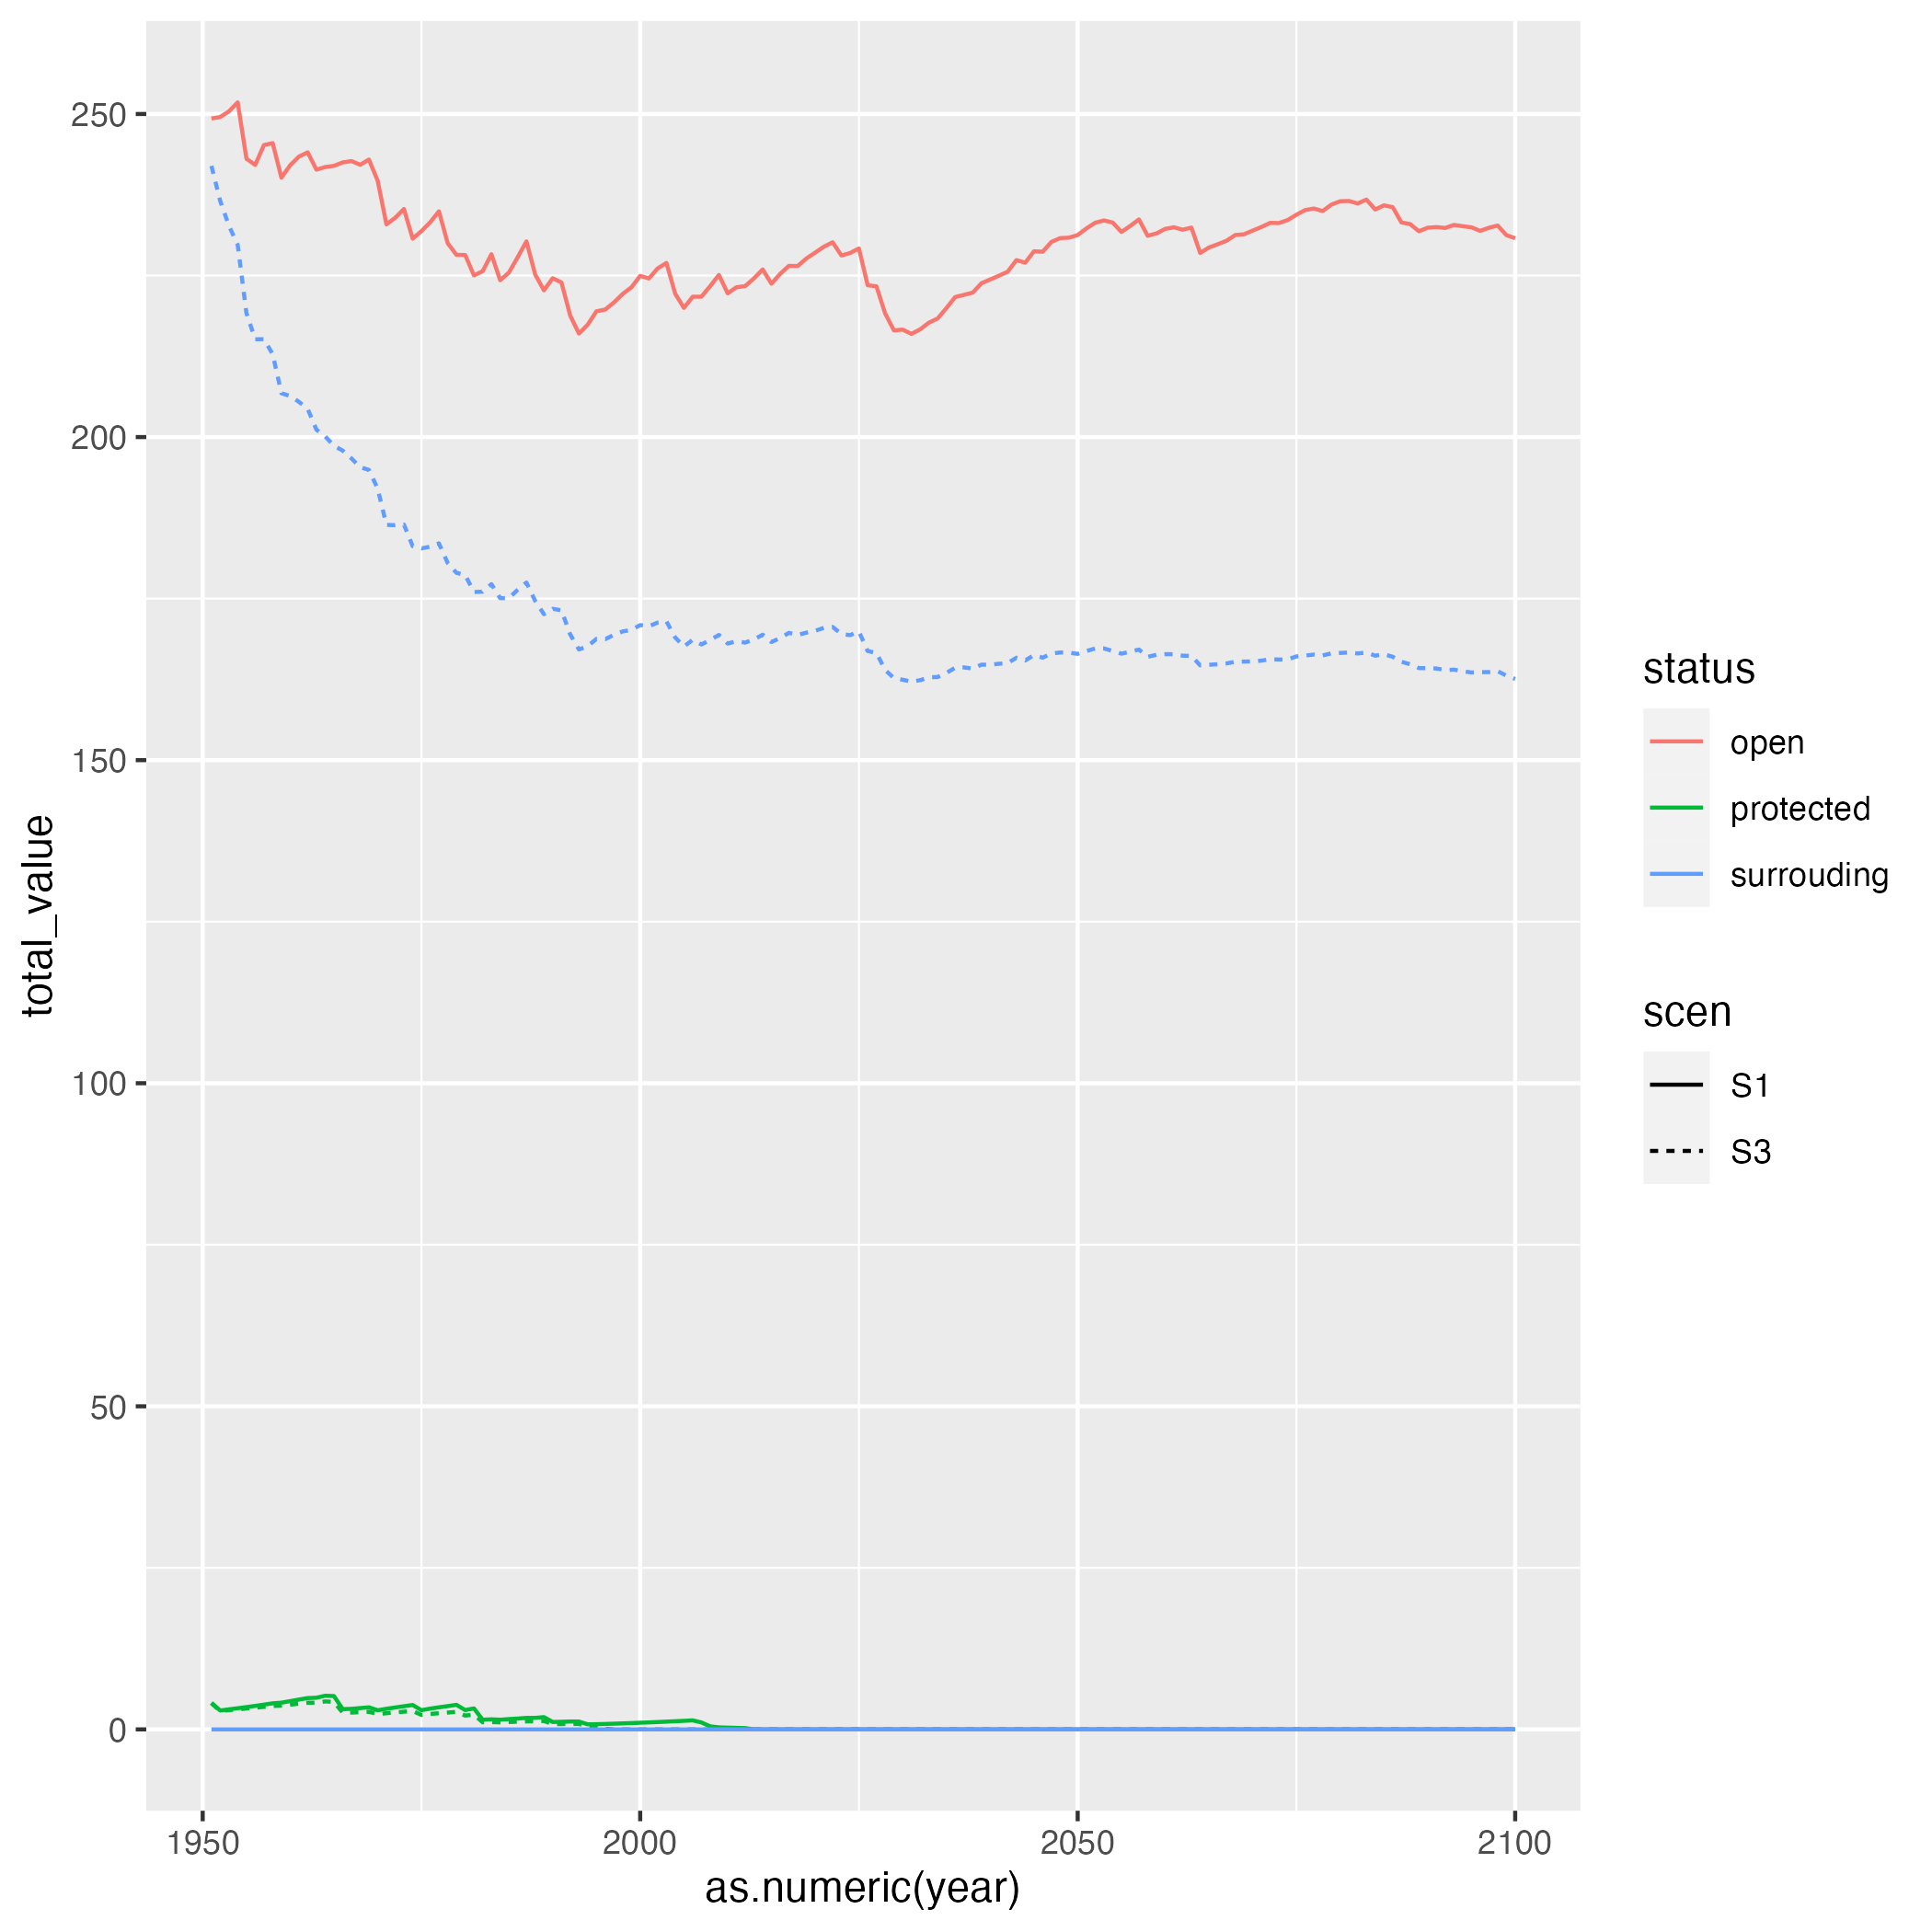 250
200
150
100
50
0
total_value
1950
2000
2050
2100
as.numeric(year)
status
open
protected
surrouding
scen
S1
S3